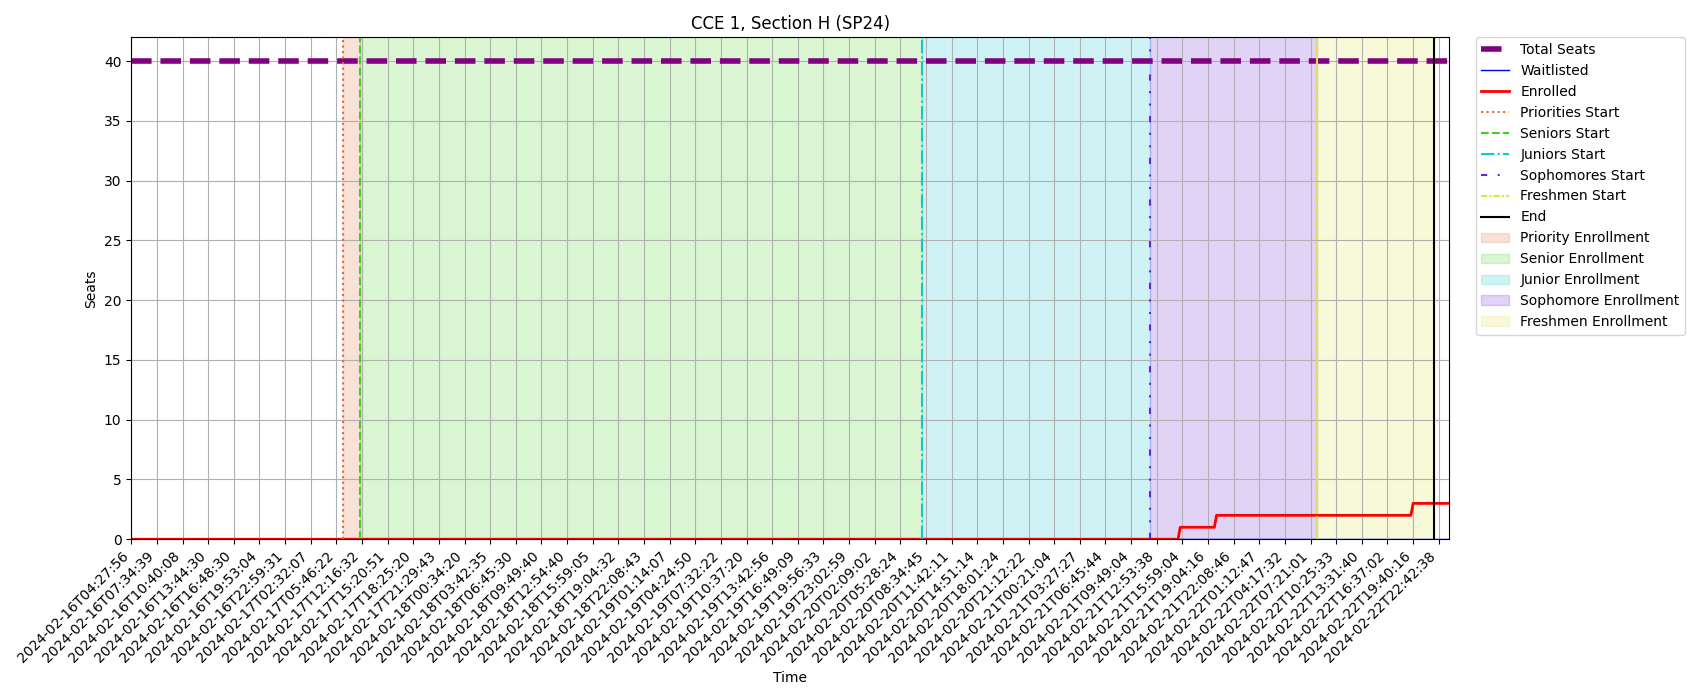 CCE 1, Section H (SP24)
Seats
40
35
30
25
20
15
10
5
0
2024-02-16T04:27:56
2024-02-16T07:34:39
2024-02-16T10:40:08
2024-02-16T13:44:30
2024-02-16T16:48:30
2024-02-16T19:53:04
2024-02-16T22:59:31
2024-02-17T02:32:07
2024-02-17T05:46:22
2024-02-17T12:16:32
2024-02-17T15:20:51
2024-02-17T18:25:20
2024-02-17T21:29:43
2024-02-18T00:34:20
2024-02-18T03:42:35
2024-02-18T06:45:30
2024-02-18T09:49:40
2024-02-18T12:54:40
2024-02-18T15:59:05
2024-02-18T19:04:32
2024-02-18T22:08:43
2024-02-19T01:14:07
2024-02-19T04:24:50
2024-02-19T07:32:22
2024-02-19T10:37:20
2024-02-19T13:42:56
2024-02-19T16:49:09
2024-02-19T19:56:33
2024-02-19T23:02:59
2024-02-20T02:09:02
2024-02-20T05:28:24
2024-02-20T08:34:45
2024-02-20T11:42:11
2024-02-20T14:51:14
2024-02-20T18:01:24
2024-02-20T21:12:22
2024-02-21T00:21:04
2024-02-21T03:27:27
2024-02-21T06:45:44
2024-02-21T09:49:04
2024-02-21T12:53:38
2024-02-21T15:59:04
2024-02-21T19:04:16
2024-02-21T22:08:46
2024-02-22T01:12:47
2024-02-22T04:17:32
2024-02-22T07:21:01
2024-02-22T10:25:33
2024-02-22T13:31:40
2024-02-22T16:37:02
2024-02-22T19:40:16
2024-02-22T22:42:38
Time
Total Seats
Waitlisted
Enrolled
Priorities Start
Seniors Start
Juniors Start
Sophomores Start
Freshmen Start
End
Priority Enrollment
Senior Enrollment
Junior Enrollment
Sophomore Enrollment
Freshmen Enrollment